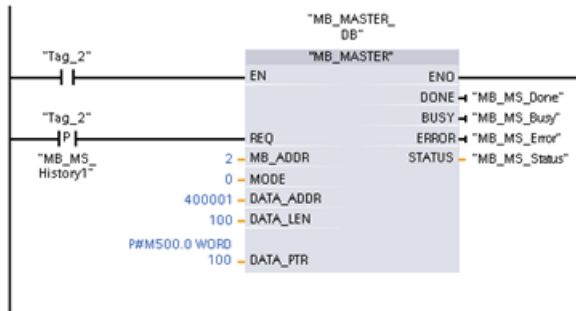 "MB_MASTER_
DB"
"Tag_2"
"MB_MASTER"
EN
ENO
DONE
"MB_MS_Done"
"Tag_2"
BUSY
"MB_MS_Busy"
P
REQ
ERROR
"MB_MS_Error"
"MB_MS_
History1"
2
MB_ADDR
STATUS
"MB_MS_Status"
0
MODE
400001
DATA_ADDR
100
DATA_LEN
P#M500.0 WORD
100
DATA_PTR